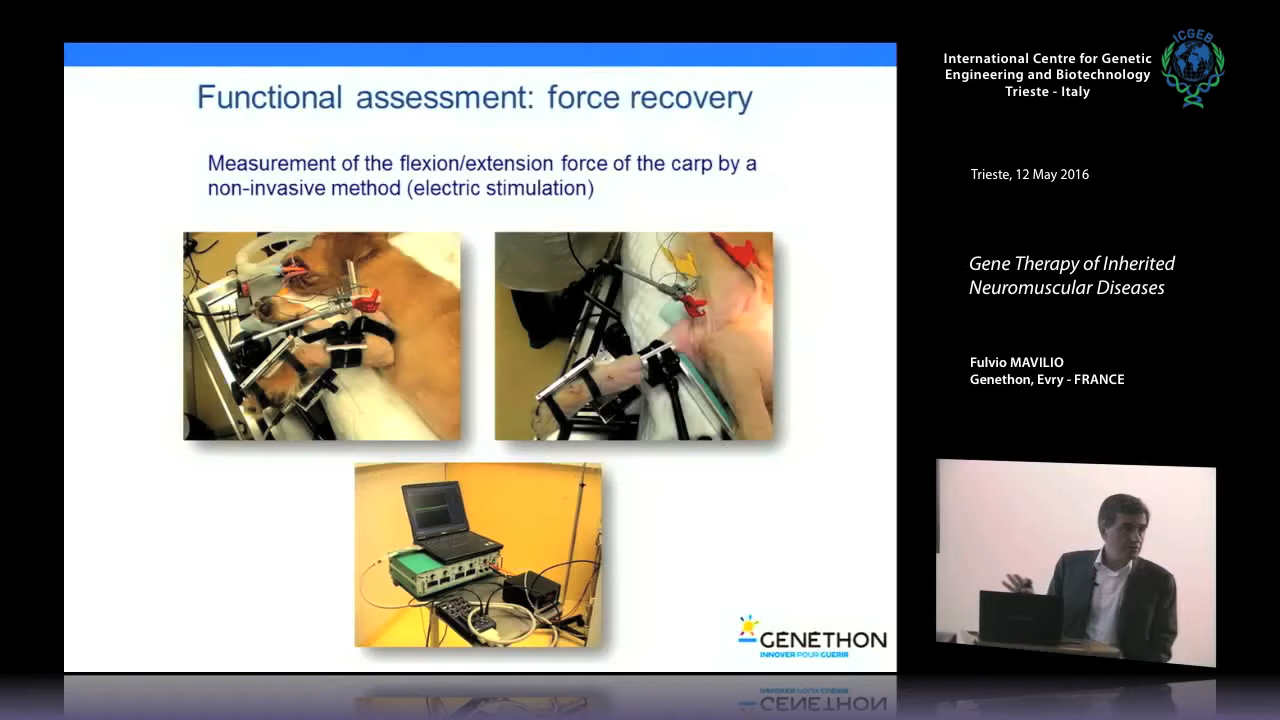 Functional assessment: force recovery
Measurement of the flexion/extension force of the carp by a
non-invasive method (electric stimulation)
GENETHON
INNOVER POUR GUÉRIR
International Centre for Genetic
Engineering and Biotechnology
Trieste - Italy
ICGEB
Trieste, 12 May 2016
Gene Therapy of Inherited
Neuromuscular Diseases
Fulvio MAVILIO
Genethon, Evry - FRANCE